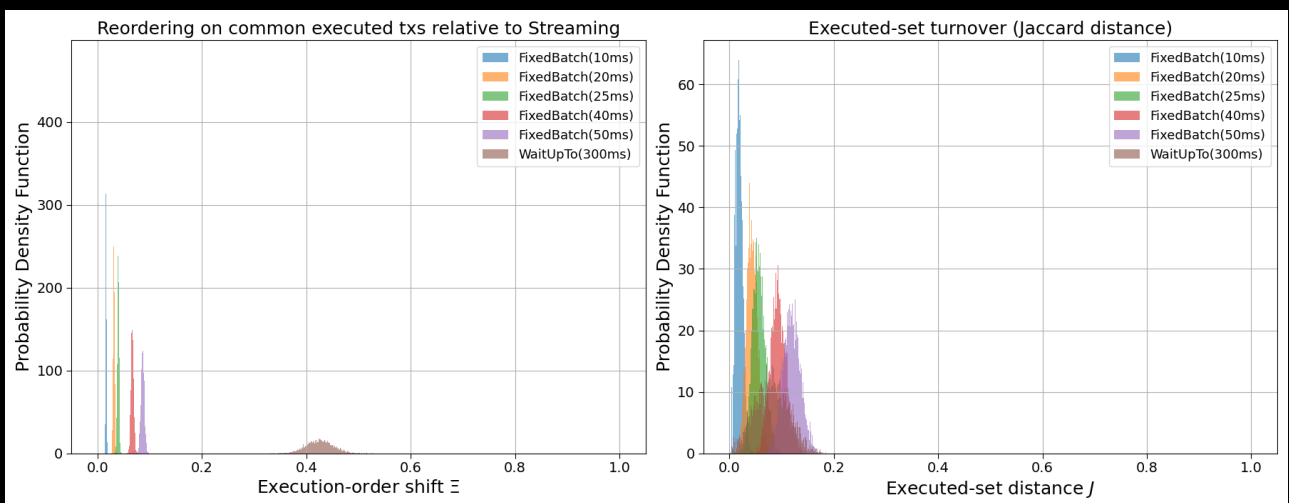 Reordering on common executed txs relative to Streaming
Probability Density Function
400
300
200
100
0
0.0 0.2 0.4 0.6 0.8 1.0
Execution-order shift Ξ
FixedBatch(10ms)
FixedBatch(20ms)
FixedBatch(25ms)
FixedBatch(40ms)
FixedBatch(50ms)
WaitUpTo(300ms)
Executed-set turnover (Jaccard distance)
Probability Density Function
60
50
40
30
20
10
0
0.0 0.2 0.4 0.6 0.8 1.0
Executed-set distance J
FixedBatch(10ms)
FixedBatch(20ms)
FixedBatch(25ms)
FixedBatch(40ms)
FixedBatch(50ms)
WaitUpTo(300ms)